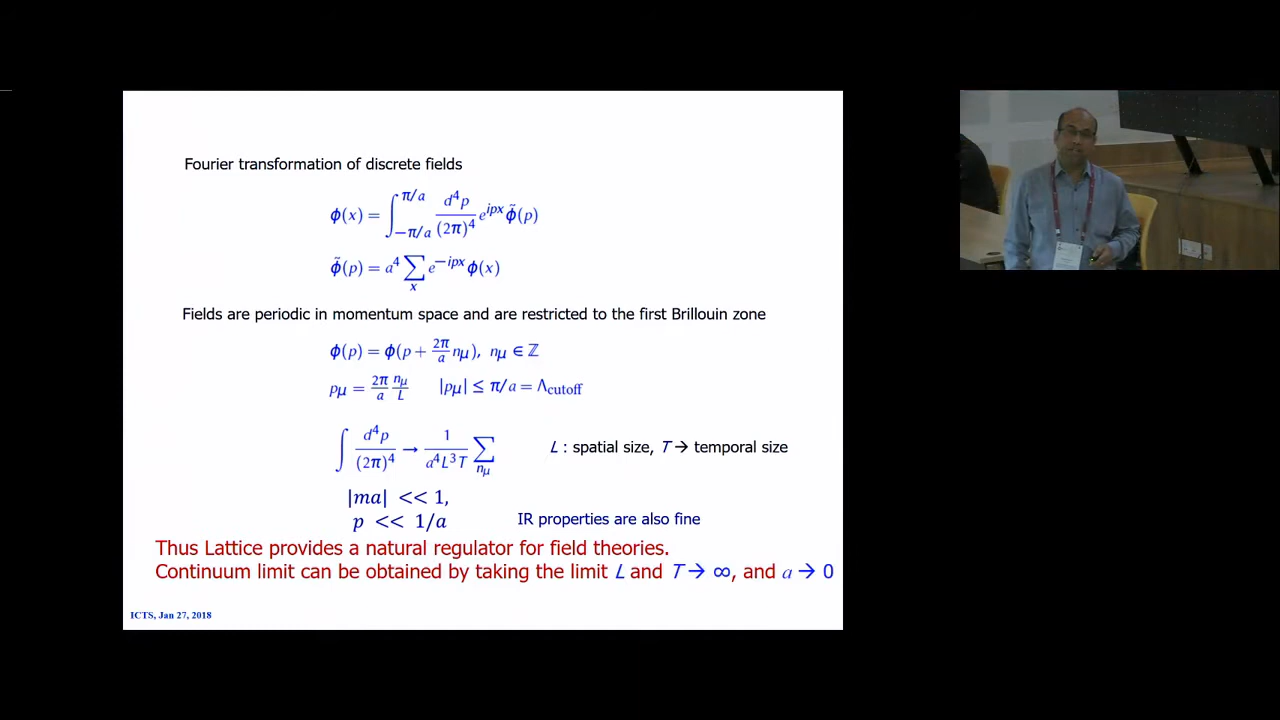 Fourier transformation of discrete fields
ϕ(x) = ∫_{−π/a}^{π/a} d⁴p/(2π)⁴ e^{ipx} ϕ̃(p)
ϕ̃(p) = a⁴ ∑_x e^{−ipx} ϕ(x)
Fields are periodic in momentum space and are restricted to the first Brillouin zone
ϕ(p) = ϕ(p + 2π/a nμ), nμ ∈ ℤ
pμ = 2π/a nμ/L |pμ| ≤ π/a = Λcutoff
∫ d⁴p/(2π)⁴ → 1/(a⁴L³T) ∑_{nμ} L : spatial size, T → temporal size
|ma| << 1,
p << 1/a IR properties are also fine
Thus Lattice provides a natural regulator for field theories.
Continuum limit can be obtained by taking the limit L and T → ∞, and a → 0
ICTS, Jan 27, 2018